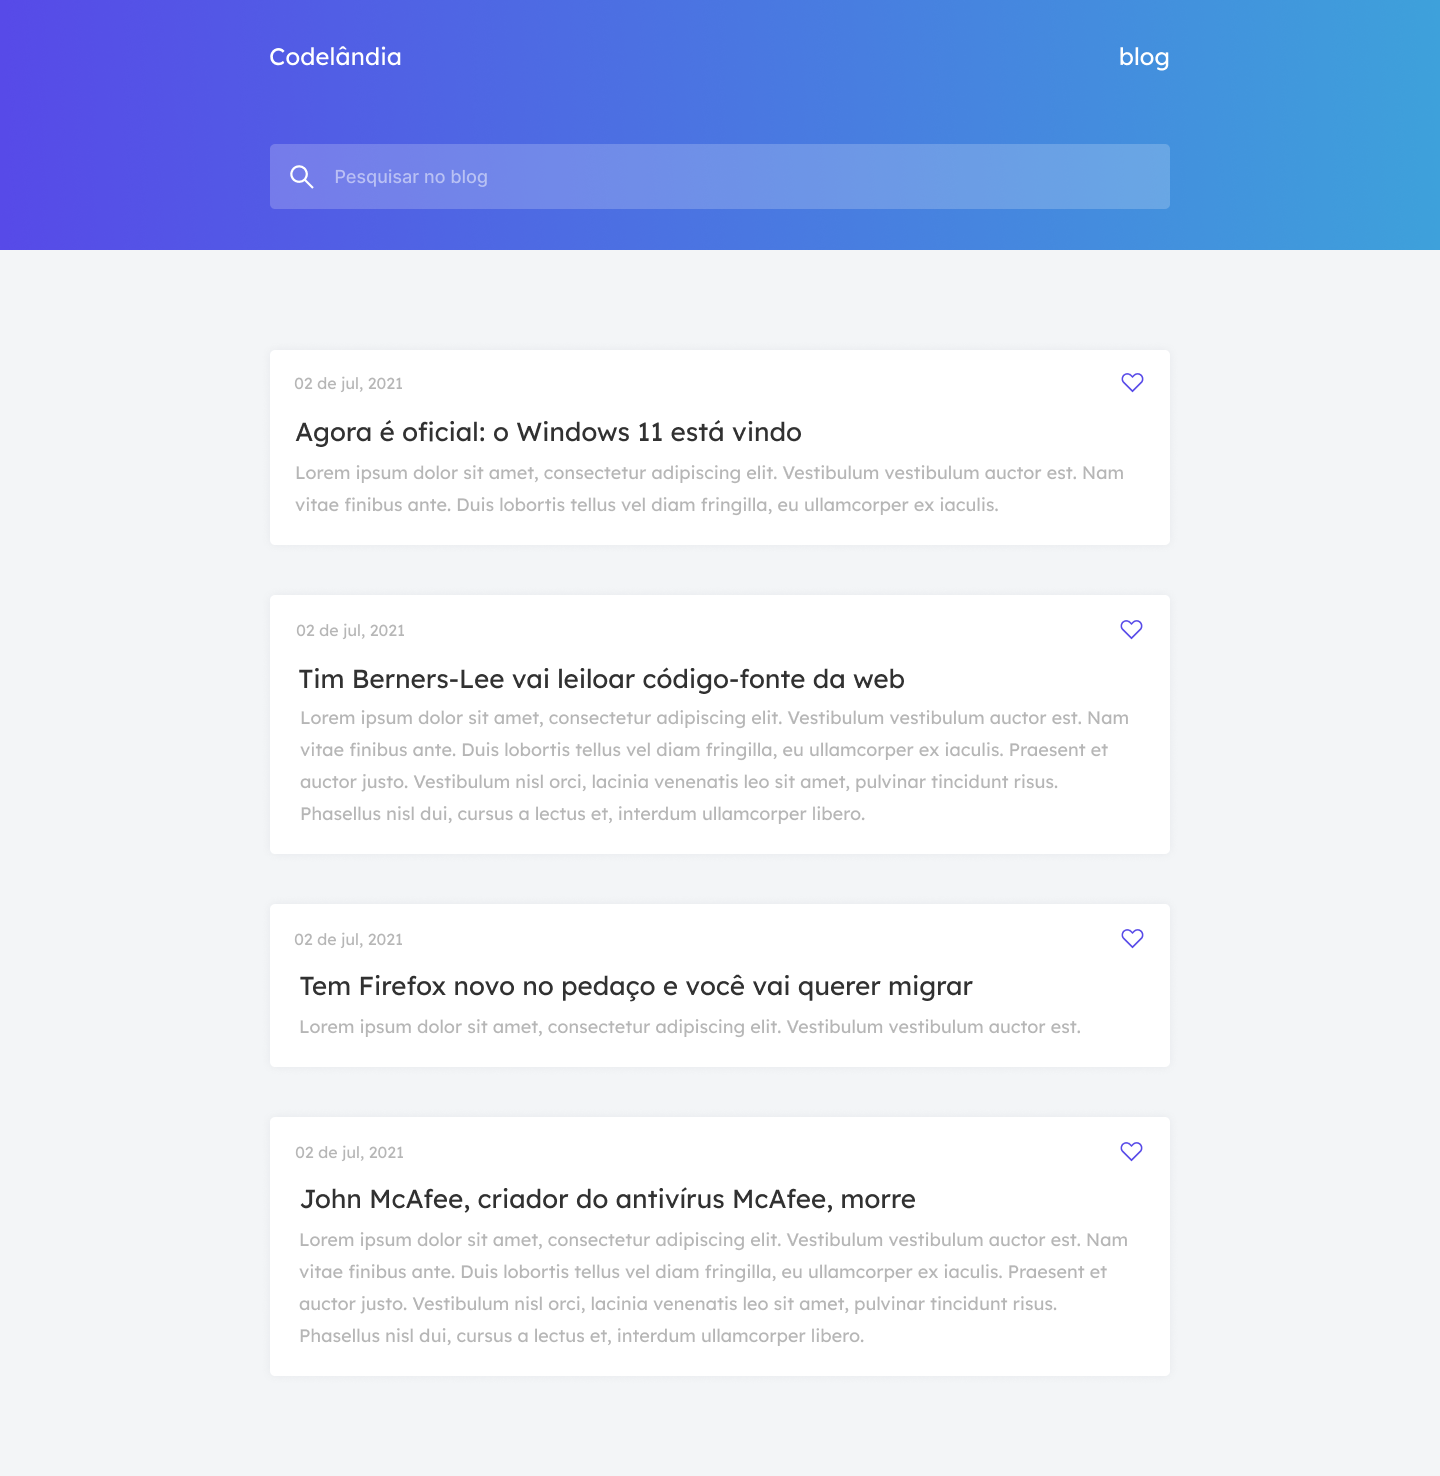 Codelândia
blog
Pesquisar no blog
02 de jul, 2021
Agora é oficial: o Windows 11 está vindo
Lorem ipsum dolor sit amet, consectetur adipiscing elit. Vestibulum vestibulum auctor est. Nam
vitae finibus ante. Duis lobortis tellus vel diam fringilla, eu ullamcorper ex iaculis.
02 de jul, 2021
Tim Berners-Lee vai leiloar código-fonte da web
Lorem ipsum dolor sit amet, consectetur adipiscing elit. Vestibulum vestibulum auctor est. Nam
vitae finibus ante. Duis lobortis tellus vel diam fringilla, eu ullamcorper ex iaculis. Praesent et
auctor justo. Vestibulum nisl orci, lacinia venenatis leo sit amet, pulvinar tincidunt risus.
Phasellus nisl dui, cursus a lectus et, interdum ullamcorper libero.
02 de jul, 2021
Tem Firefox novo no pedaço e você vai querer migrar
Lorem ipsum dolor sit amet, consectetur adipiscing elit. Vestibulum vestibulum auctor est.
02 de jul, 2021
John McAfee, criador do antivírus McAfee, morre
Lorem ipsum dolor sit amet, consectetur adipiscing elit. Vestibulum vestibulum auctor est. Nam
vitae finibus ante. Duis lobortis tellus vel diam fringilla, eu ullamcorper ex iaculis. Praesent et
auctor justo. Vestibulum nisl orci, lacinia venenatis leo sit amet, pulvinar tincidunt risus.
Phasellus nisl dui, cursus a lectus et, interdum ullamcorper libero.